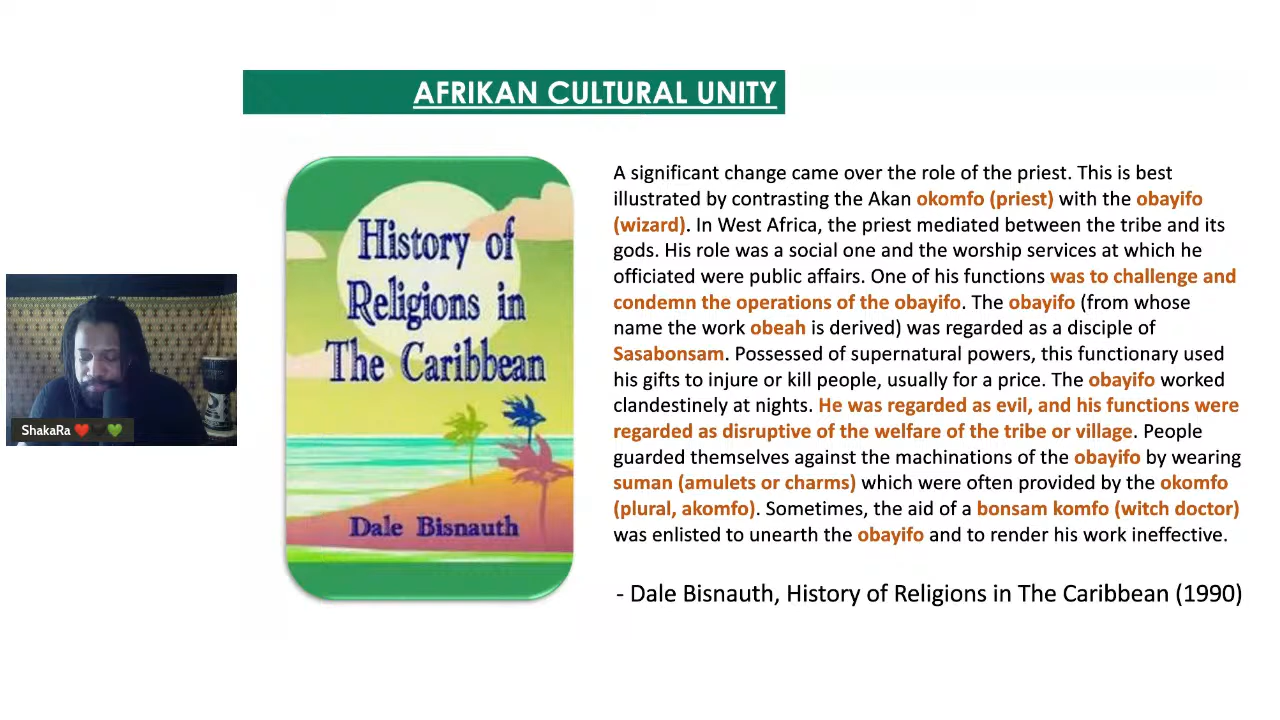 AFRIKAN CULTURAL UNITY
History of
Religions in
The Caribbean
Dale Bisnauth
A significant change came over the role of the priest. This is best
illustrated by contrasting the Akan okomfo (priest) with the obayifo
(wizard). In West Africa, the priest mediated between the tribe and its
gods. His role was a social one and the worship services at which he
officiated were public affairs. One of his functions was to challenge and
condemn the operations of the obayifo. The obayifo (from whose
name the work obeah is derived) was regarded as a disciple of
Sasabonsam. Possessed of supernatural powers, this functionary used
his gifts to injure or kill people, usually for a price. The obayifo worked
clandestinely at nights. He was regarded as evil, and his functions were
regarded as disruptive of the welfare of the tribe or village. People
guarded themselves against the machinations of the obayifo by wearing
suman (amulets or charms) which were often provided by the okomfo
(plural, akomfo). Sometimes, the aid of a bonsam komfo (witch doctor)
was enlisted to unearth the obayifo and to render his work ineffective.
- Dale Bisnauth, History of Religions in The Caribbean (1990)
ShakaRa ❤️🖤💚